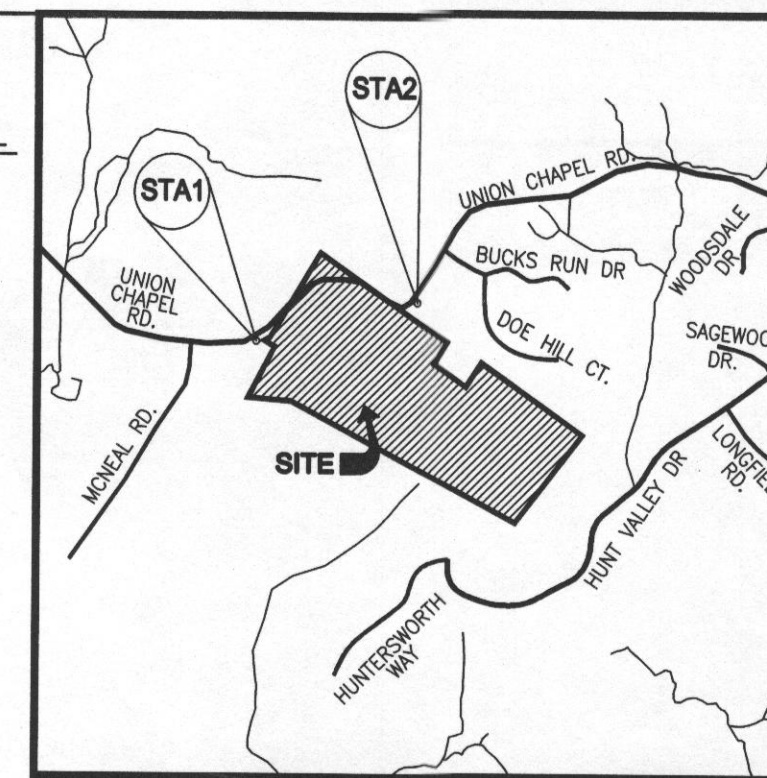 STA2
STA1
UNION CHAPEL RD.
UNION
CHAPEL
RD.
BUCKS RUN DR
WOODSDALE
DR.
DOE HILL CT.
SAGEWOO
DR.
MCNEAL RD.
SITE
LONGFIE
RD.
HUNT VALLEY DR
HUNTERSWORTH
WAY